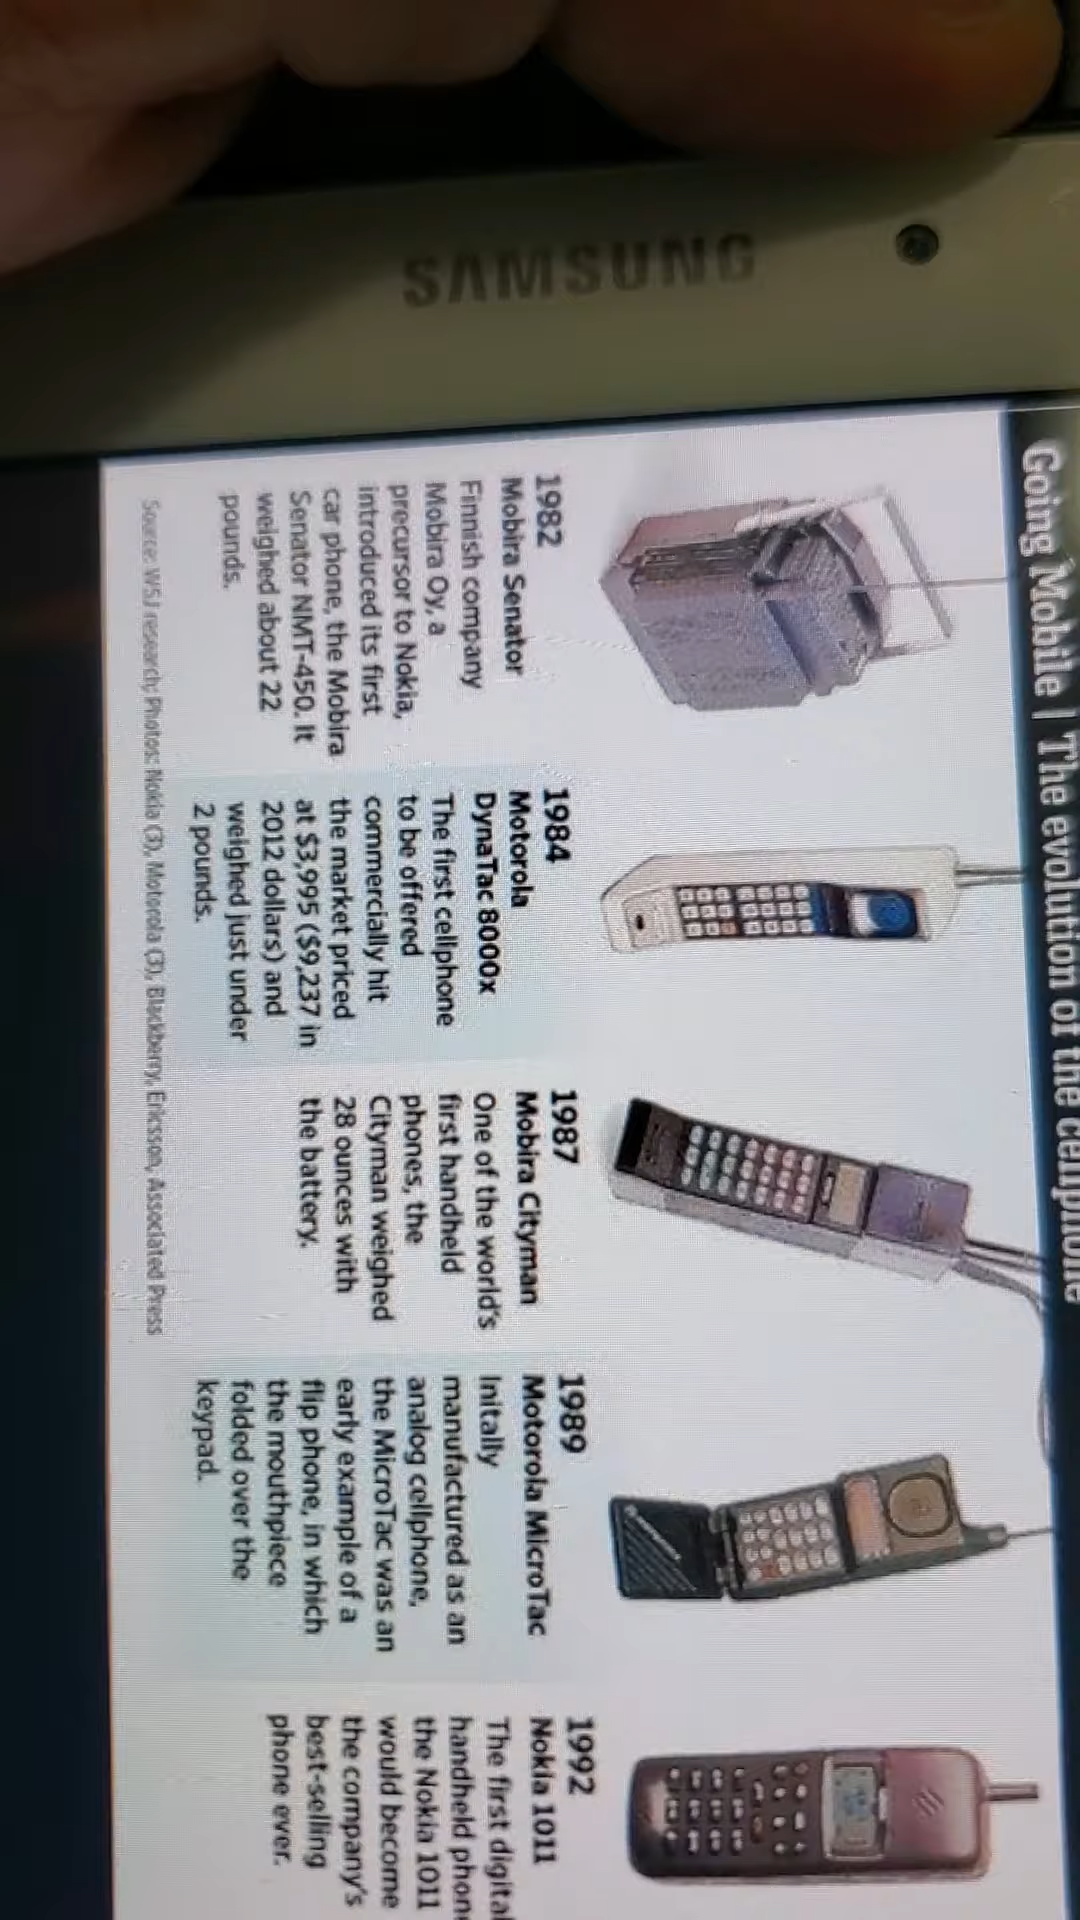 SAMSUNG
Going Mobile | The evolution of the cellphone
1982
Mobira Senator
Finnish company
Mobira Oy, a
precursor to Nokia,
introduced its first
car phone, the Mobira
Senator NMT-450. It
weighed about 22
pounds.
1984
Motorola
DynaTac 8000x
The first cellphone
to be offered
commercially hit
the market priced
at $3,995 ($9,237 in
2012 dollars) and
weighed just under
2 pounds.
1987
Mobira Cityman
One of the world's
first handheld
phones, the
Cityman weighed
28 ounces with
the battery.
1989
Motorola MicroTac
Initally
manufactured as an
analog cellphone,
the MicroTac was an
early example of a
flip phone, in which
the mouthpiece
folded over the
keypad.
1992
Nokia 1011
The first digital
handheld phone
the Nokia 1011
would become
the company's
best-selling
phone ever.
Source: WSJ research; Photos: Nokia (3), Motorola (3), Blackberry, Ericsson, Associated Press